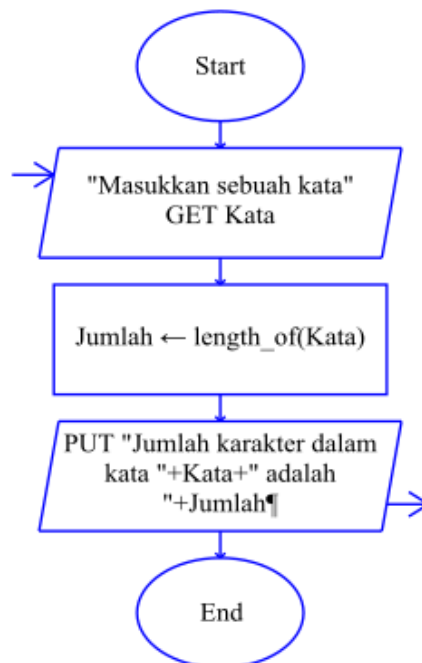 Start
"Masukkan sebuah kata"
GET Kata
Jumlah ← length_of(Kata)
PUT "Jumlah karakter dalam
kata "+Kata+" adalah
"+Jumlah¶
End